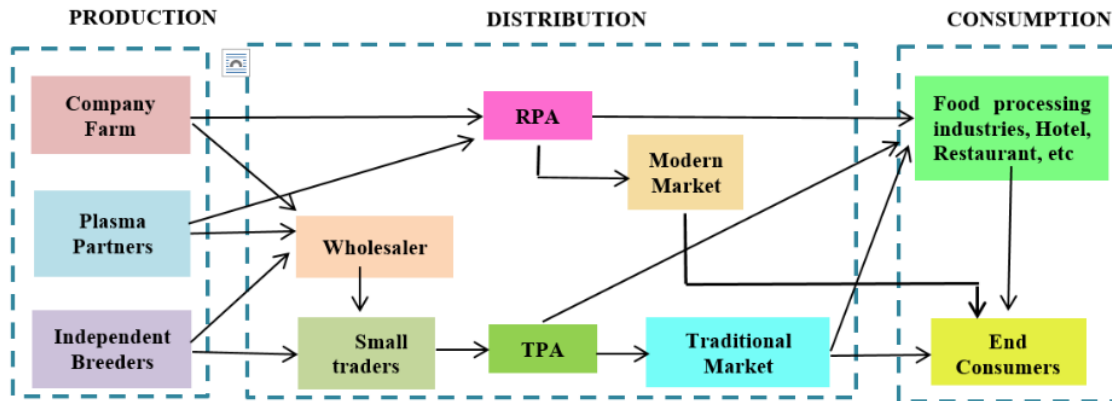 PRODUCTION
DISTRIBUTION
CONSUMPTION
Company
Farm
RPA
Food processing
industries, Hotel,
Restaurant, etc
Modern
Market
Plasma
Partners
Wholesaler
Independent
Breeders
Small
traders
TPA
Traditional
Market
End
Consumers